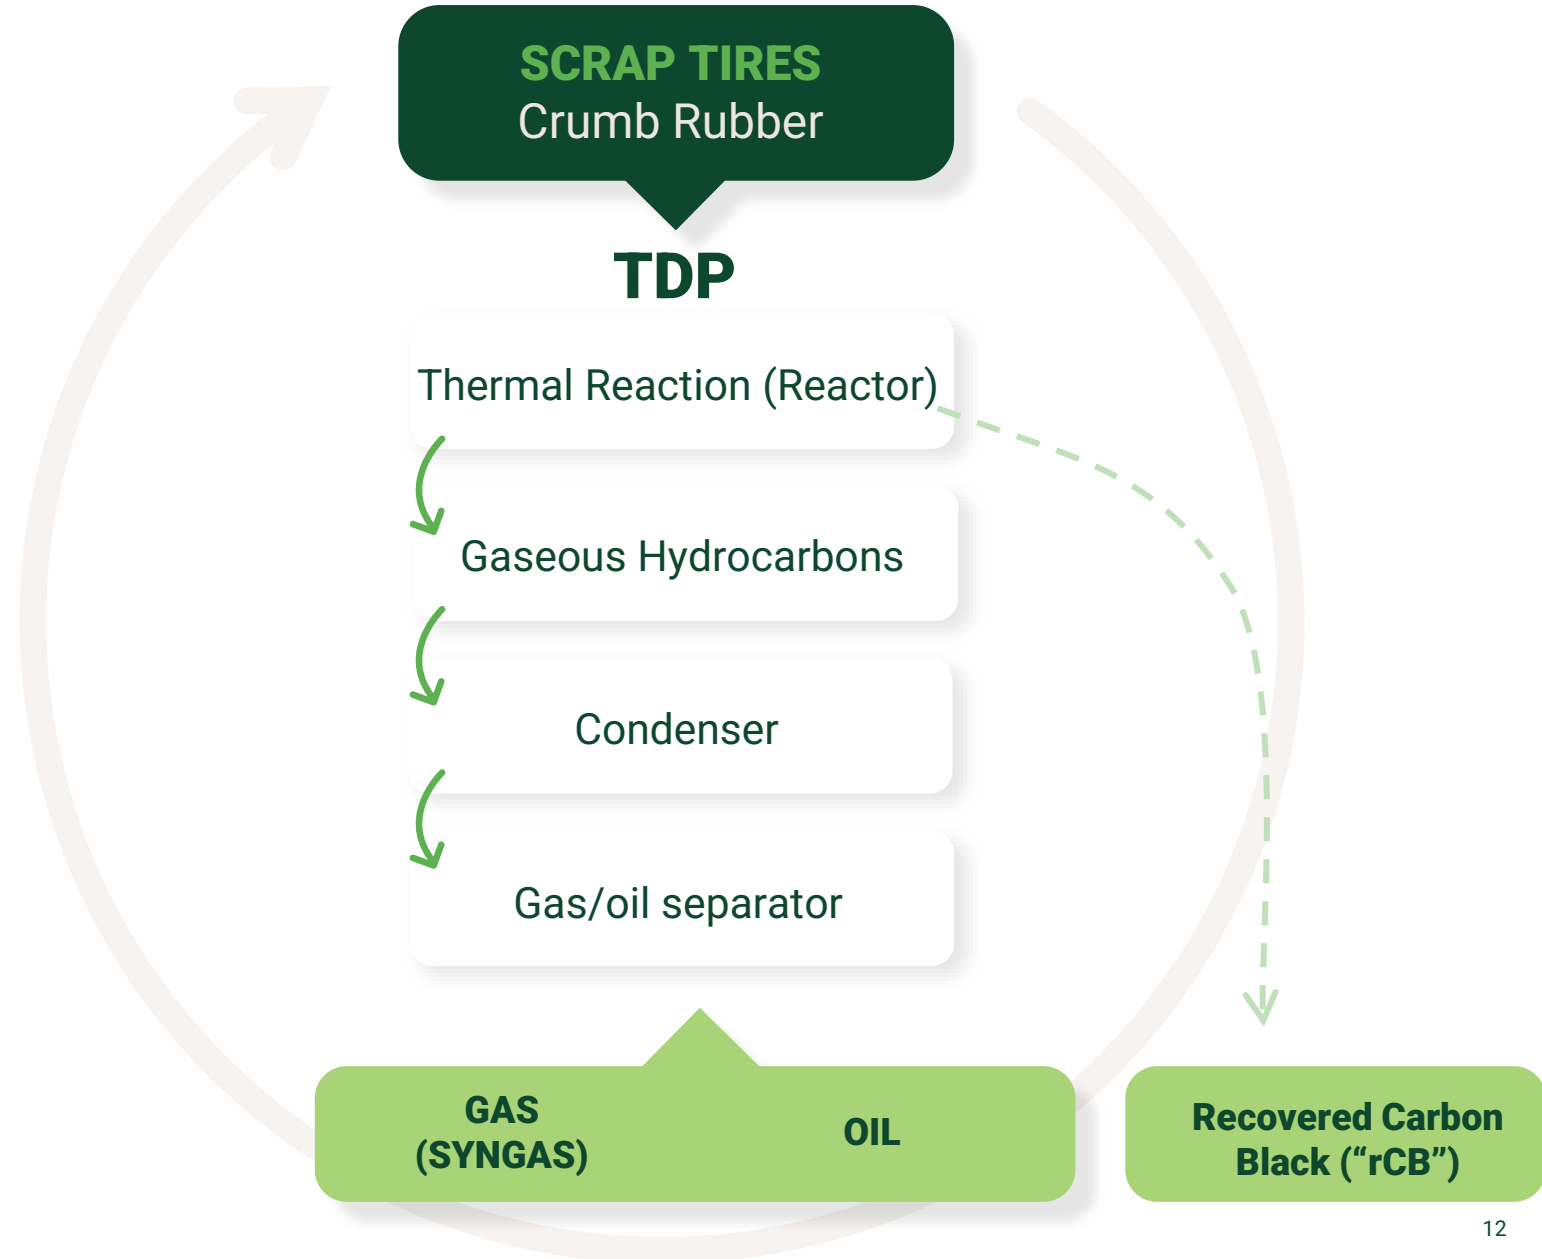 SCRAP TIRES
Crumb Rubber
TDP
Thermal Reaction (Reactor)
Gaseous Hydrocarbons
Condenser
Gas/oil separator
GAS
(SYNGAS)
OIL
Recovered Carbon
Black (“rCB”)
12